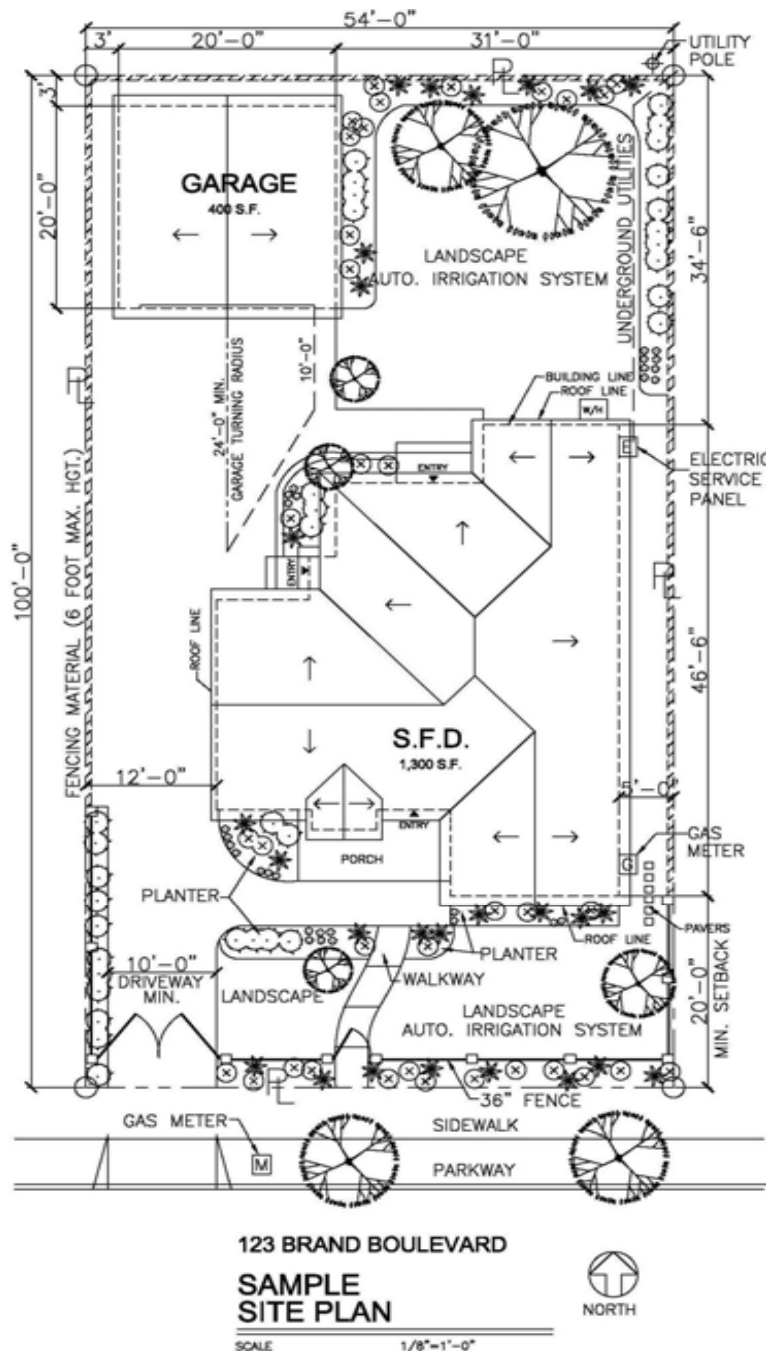 54'-0"
3'
20'-0"
31'-0"
UTILITY
POLE
PL
3'
GARAGE
400 S.F.
20'-0"
UNDERGROUND UTILITIES
34'-6"
LANDSCAPE
AUTO. IRRIGATION SYSTEM
PL
10'-0"
24'-0" MIN.
GARAGE TURNING RADIUS
BUILDING LINE
ROOF LINE
W/H
E
ELECTRIC
SERVICE
PANEL
ENTRY
FENCING MATERIAL (6 FOOT MAX. HGT.)
100'-0"
ENTRY
PL
ROOF LINE
46'-6"
S.F.D.
1,300 S.F.
12'-0"
5'-0"
ENTRY
PORCH
G
GAS
METER
PLANTER
PAVERS
ROOF LINE
PLANTER
10'-0"
DRIVEWAY
MIN.
WALKWAY
LANDSCAPE
LANDSCAPE
AUTO. IRRIGATION SYSTEM
20'-0"
MIN. SETBACK
PL
36" FENCE
GAS METER
M
SIDEWALK
PARKWAY
123 BRAND BOULEVARD
SAMPLE
SITE PLAN
NORTH
SCALE 1/8"=1'-0"